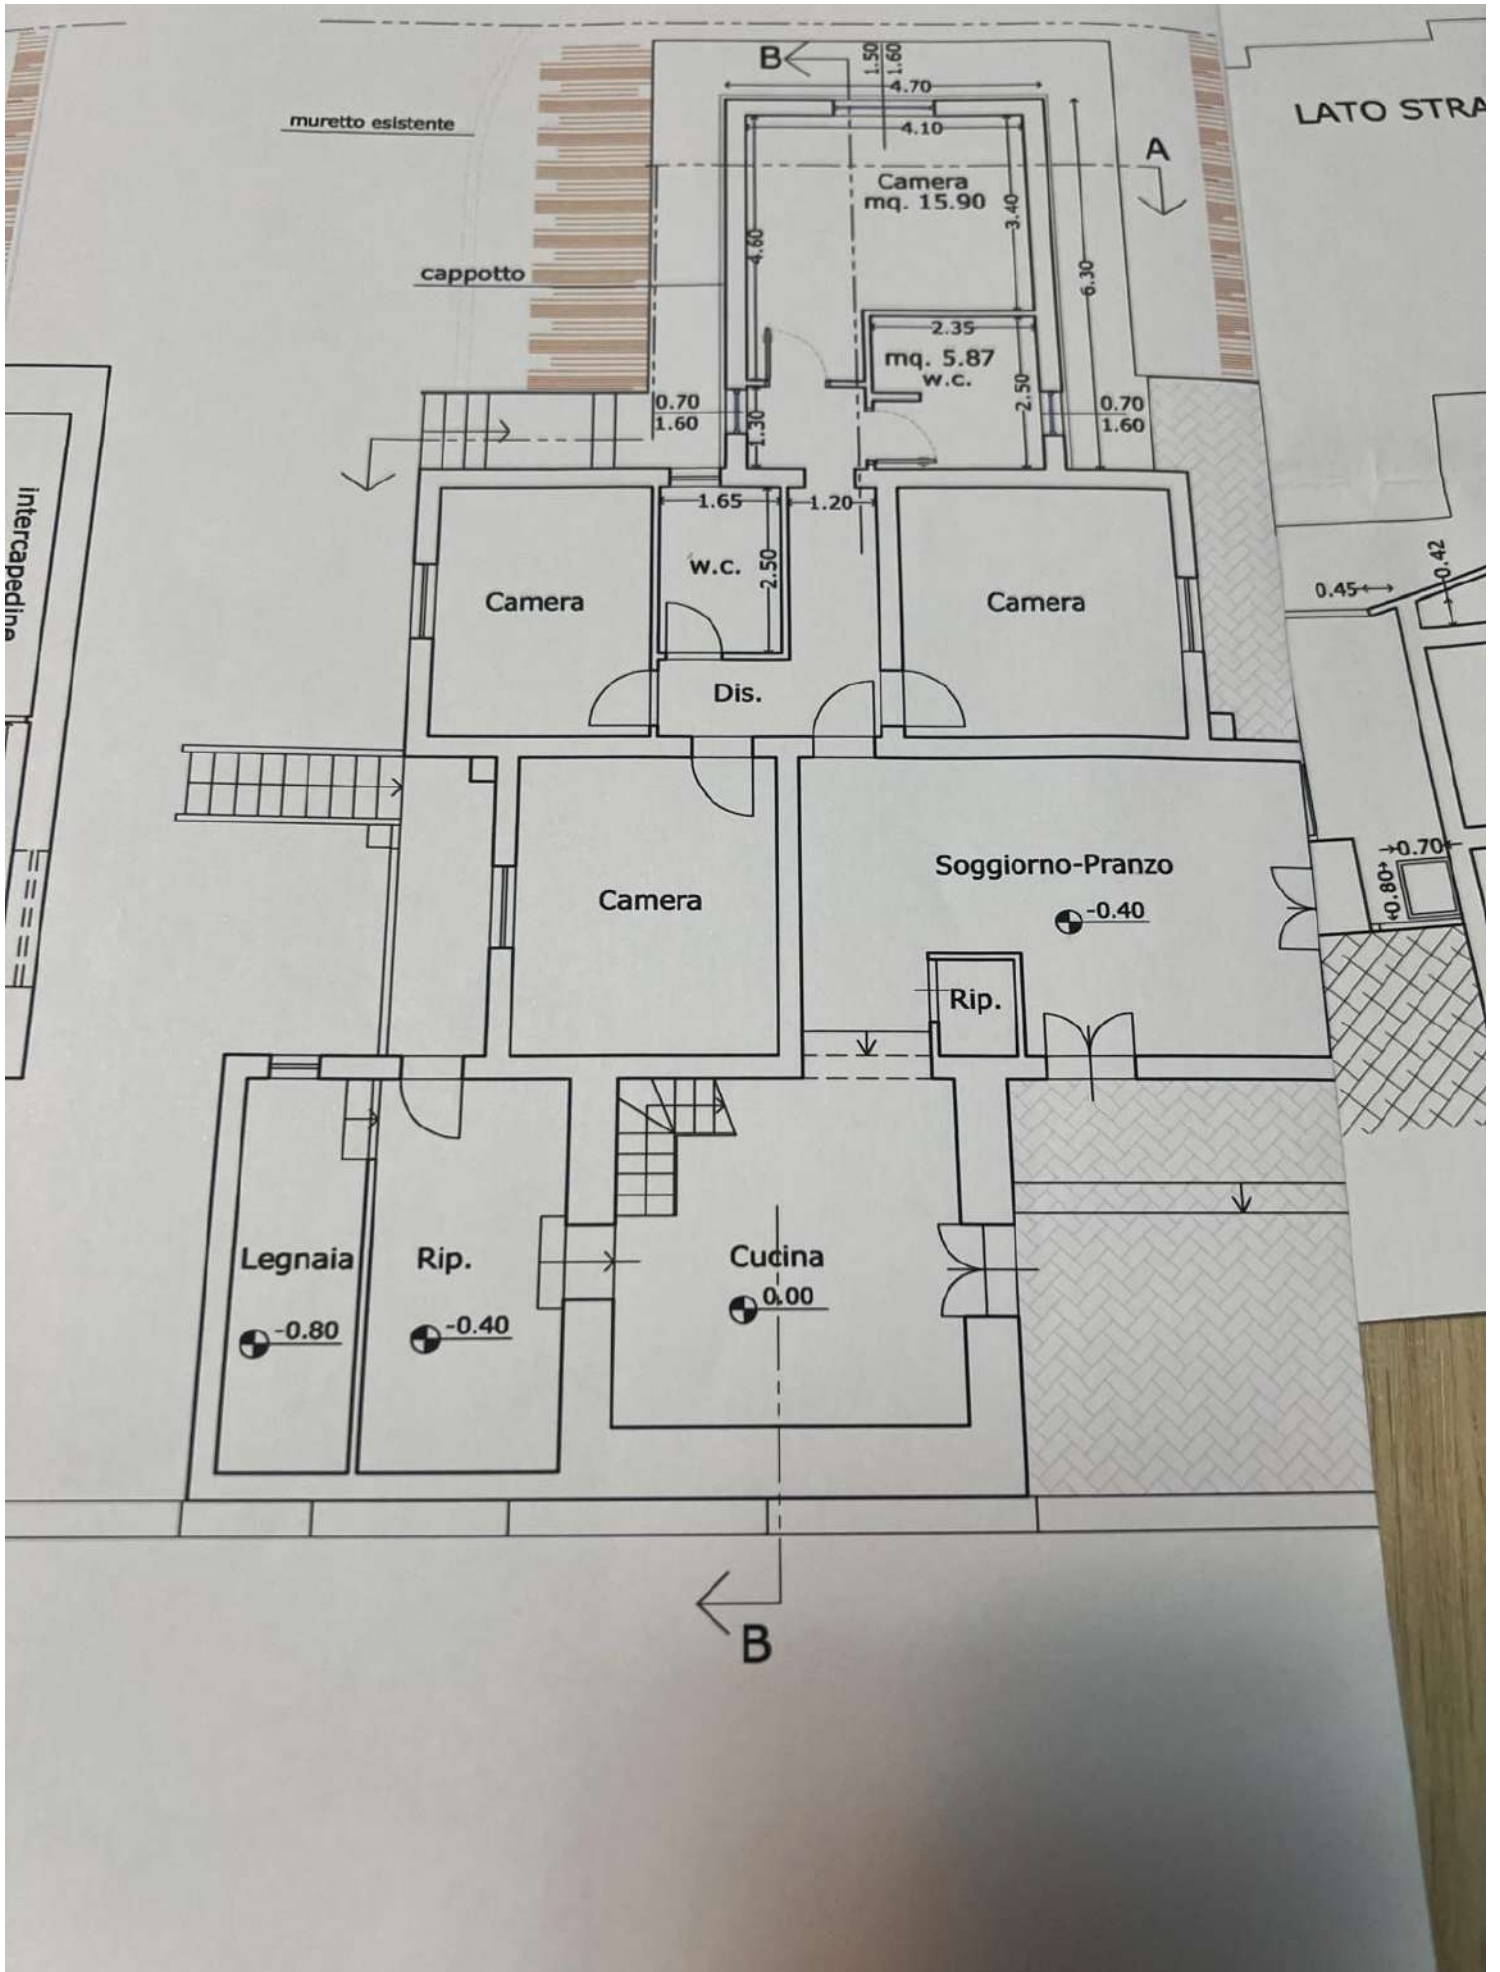 B
1.50
1.60
4.70
LATO STRA
muretto esistente
4.10
A
Camera
mq. 15.90
3.40
4.60
cappotto
6.30
2.35
mq. 5.87
w.c.
2.50
0.70
1.60
1.30
0.70
1.60
intercapedine
1.65
1.20
w.c.
2.50
Camera
Camera
0.45
0.42
Dis.
Soggiorno-Pranzo
-0.40
Camera
0.70
0.80
Rip.
Legnaia
-0.80
Rip.
-0.40
Cucina
0.00
B